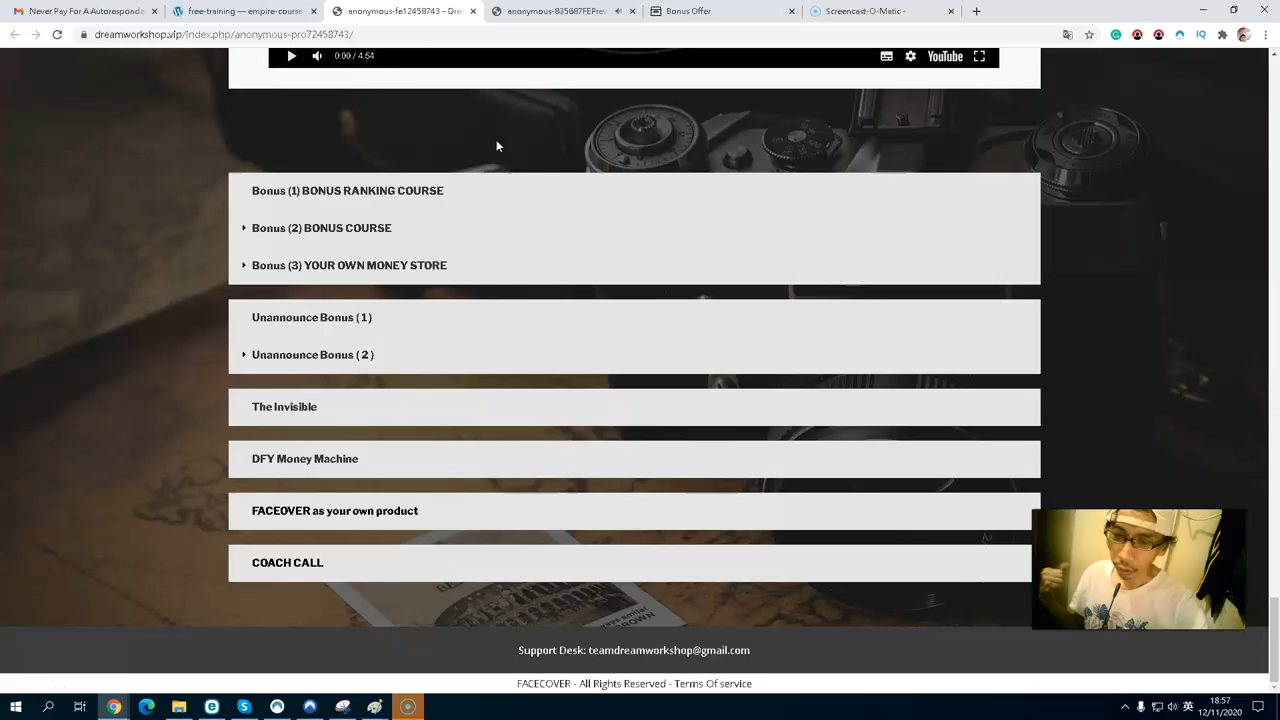 Never Pay For A Autoresponde
free-training — empire-course
anonymous-fe12458743 – Dre
anonymous-835687FEPrev
Bonus Offer
Screencast-O-Matic -
dreamworkshop.vip/index.php/anonymous-pro72458743/
0:00 / 4:54
YouTube
Bonus (1) BONUS RANKING COURSE
Bonus (2) BONUS COURSE
Bonus (3) YOUR OWN MONEY STORE
Unannounce Bonus ( 1 )
Unannounce Bonus ( 2 )
The Invisible
DFY Money Machine
FACEOVER as your own product
COACH CALL
BROWN
Support Desk: teamdreamworkshop@gmail.com
FACECOVER - All Rights Reserved - Terms Of service
英
18:57
12/11/2020